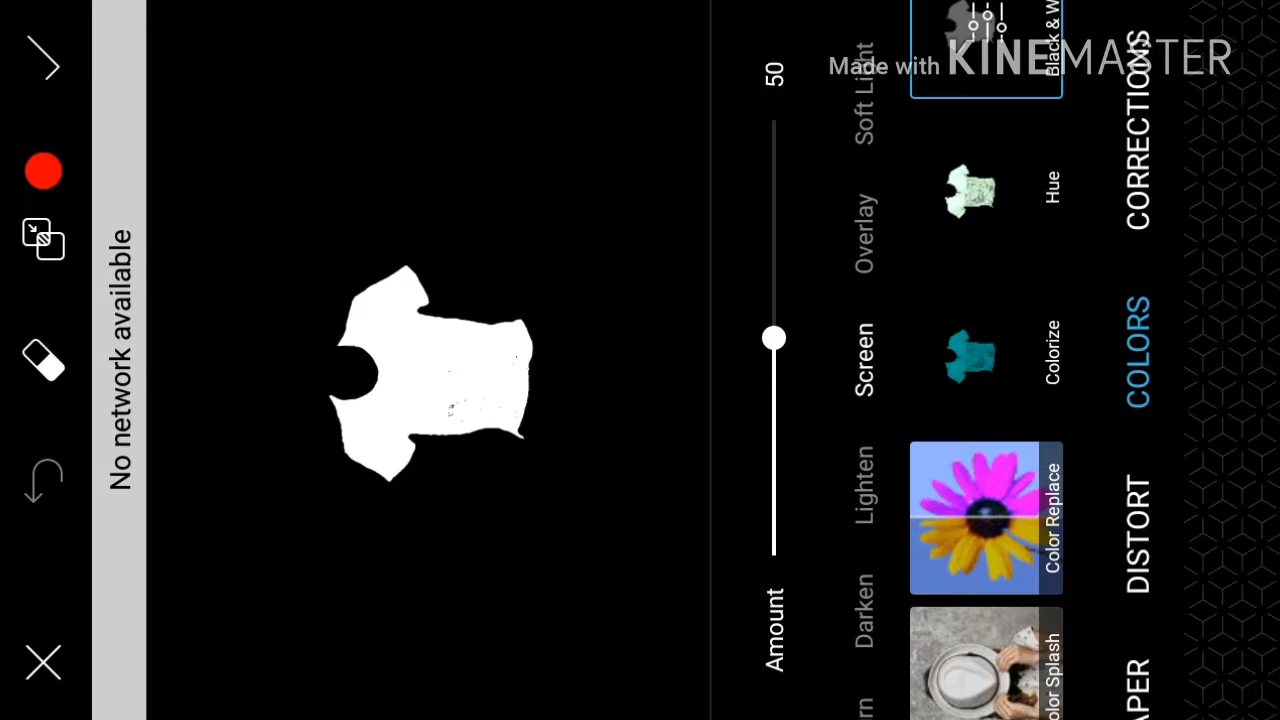 Made with KINEMASTER
No network available
Amount 50
Darken Lighten Screen Overlay Soft Light
Color Splash
Color Replace
Colorize
Hue
Black & W
APER DISTORT COLORS CORRECTIONS